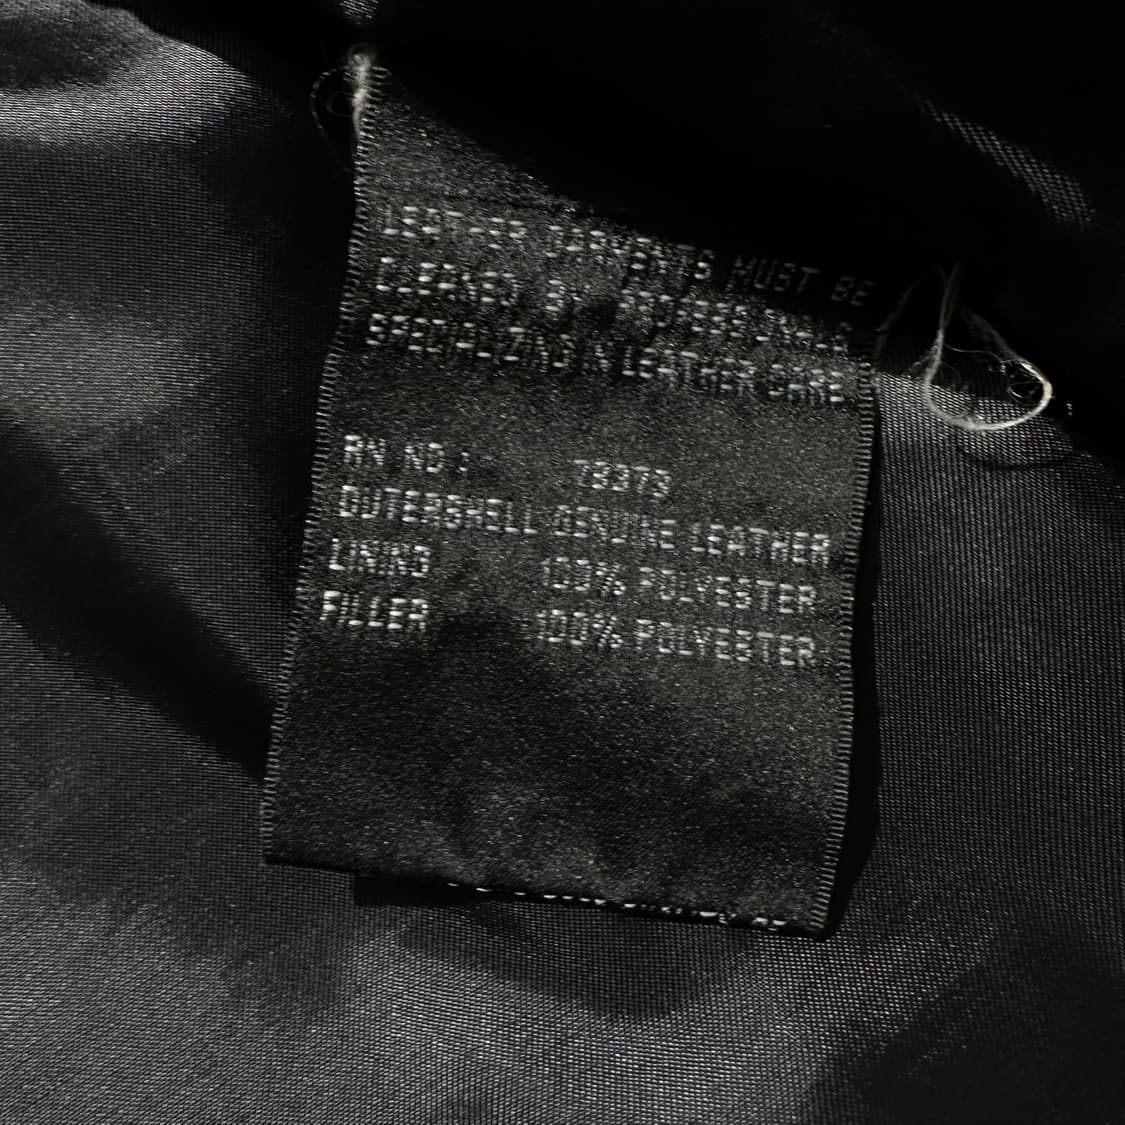 LEATHER GARMENTS MUST BE
CLEANED BY PROFESSIONALS
SPECIALIZING IN LEATHER CARE
RN NO :
OUTERSHELL GENUINE LEATHER
LINING 100% POLYESTER
FILLER 100% POLYESTER